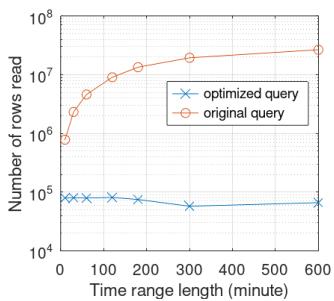 Number of rows read
10^8
10^7
10^6
10^5
10^4
optimized query
original query
0 100 200 300 400 500 600
Time range length (minute)